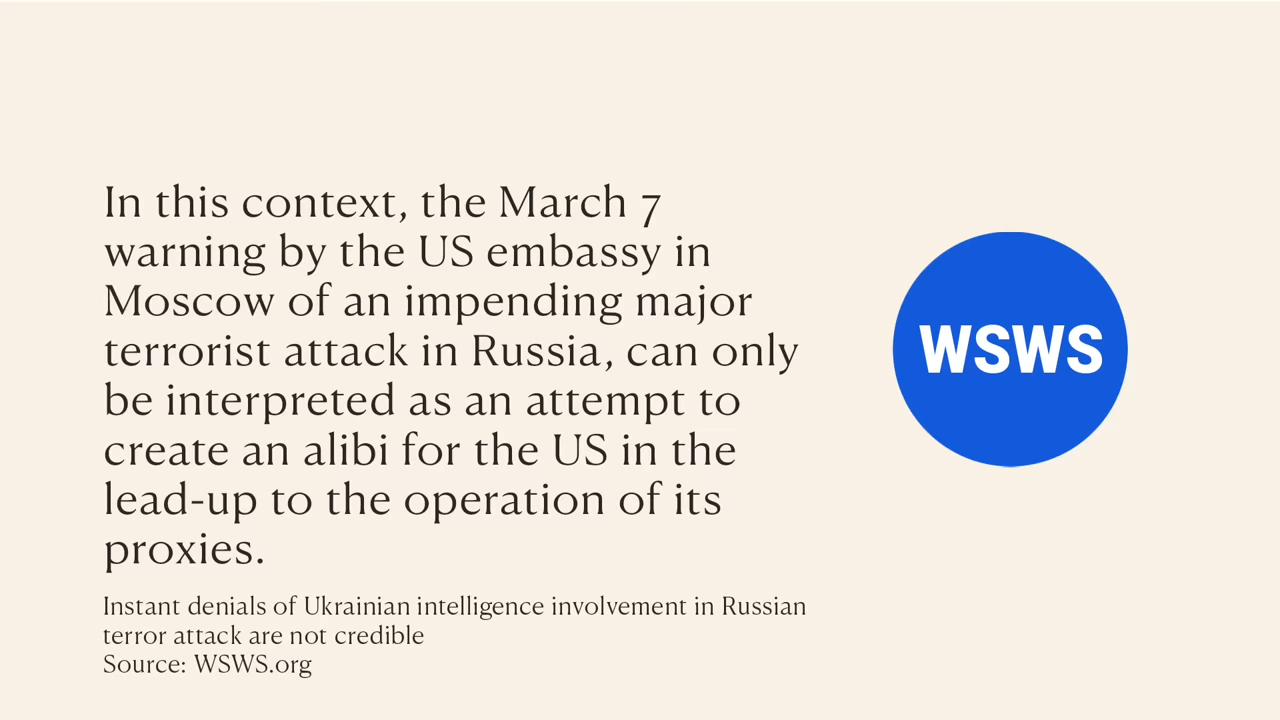 In this context, the March 7
warning by the US embassy in
Moscow of an impending major
terrorist attack in Russia, can only
be interpreted as an attempt to
create an alibi for the US in the
lead-up to the operation of its
proxies.
Instant denials of Ukrainian intelligence involvement in Russian
terror attack are not credible
Source: WSWS.org
WSWS